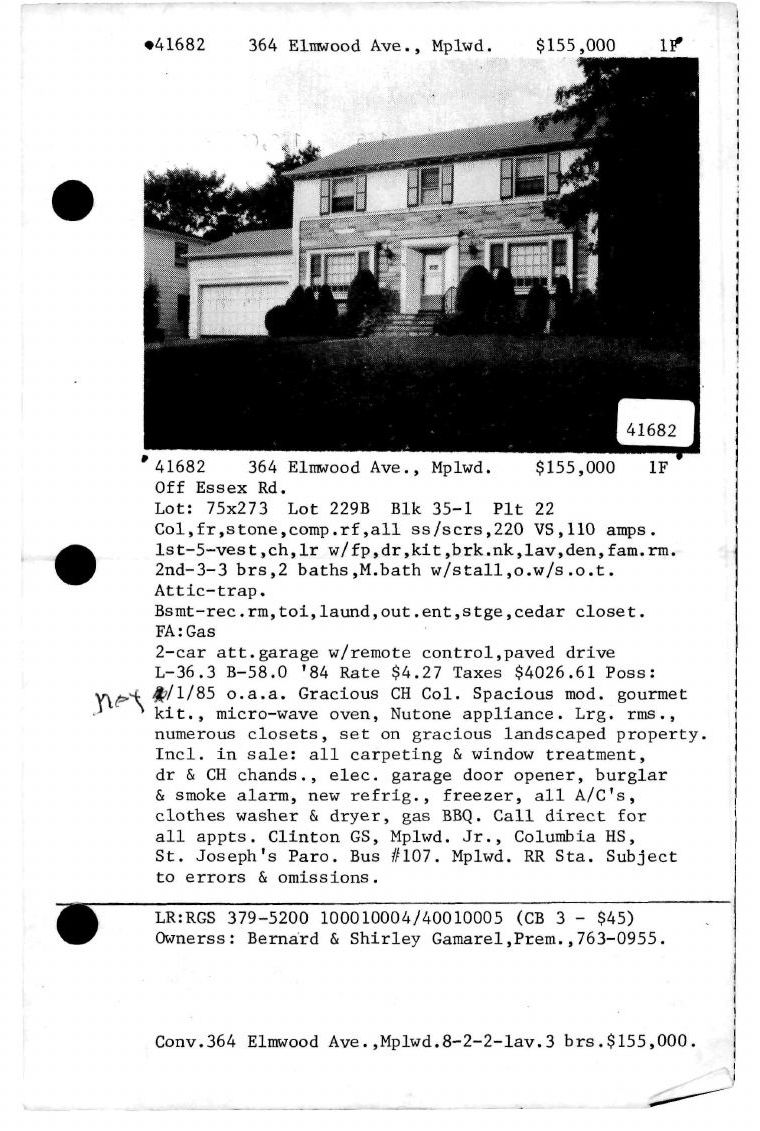 41682 364 Elmwood Ave., Mplwd. $155,000 1F
41682
41682 364 Elmwood Ave., Mplwd. $155,000 1F
Off Essex Rd.
Lot: 75x273 Lot 229B Blk 35-1 Plt 22
Col,fr,stone,comp.rf,all ss/scrs,220 VS,110 amps.
1st-5-vest,ch,lr w/fp,dr,kit,brk.nk,lav,den,fam.rm.
2nd-3-3 brs,2 baths,M.bath w/stall,o.w/s.o.t.
Attic-trap.
Bsmt-rec.rm,toi,laund,out.ent,stge,cedar closet.
FA:Gas
2-car att.garage w/remote control,paved drive
L-36.3 B-58.0 '84 Rate $4.27 Taxes $4026.61 Poss:
/1/85 o.a.a. Gracious CH Col. Spacious mod. gourmet
kit., micro-wave oven, Nutone appliance. Lrg. rms.,
numerous closets, set on gracious landscaped property.
Incl. in sale: all carpeting & window treatment,
dr & CH chands., elec. garage door opener, burglar
& smoke alarm, new refrig., freezer, all A/C's,
clothes washer & dryer, gas BBQ. Call direct for
all appts. Clinton GS, Mplwd. Jr., Columbia HS,
St. Joseph's Paro. Bus #107. Mplwd. RR Sta. Subject
to errors & omissions.
LR:RGS 379-5200 100010004/40010005 (CB 3 - $45)
Ownerss: Bernard & Shirley Gamarel,Prem.,763-0955.
Conv.364 Elmwood Ave.,Mplwd.8-2-2-lav.3 brs.$155,000.